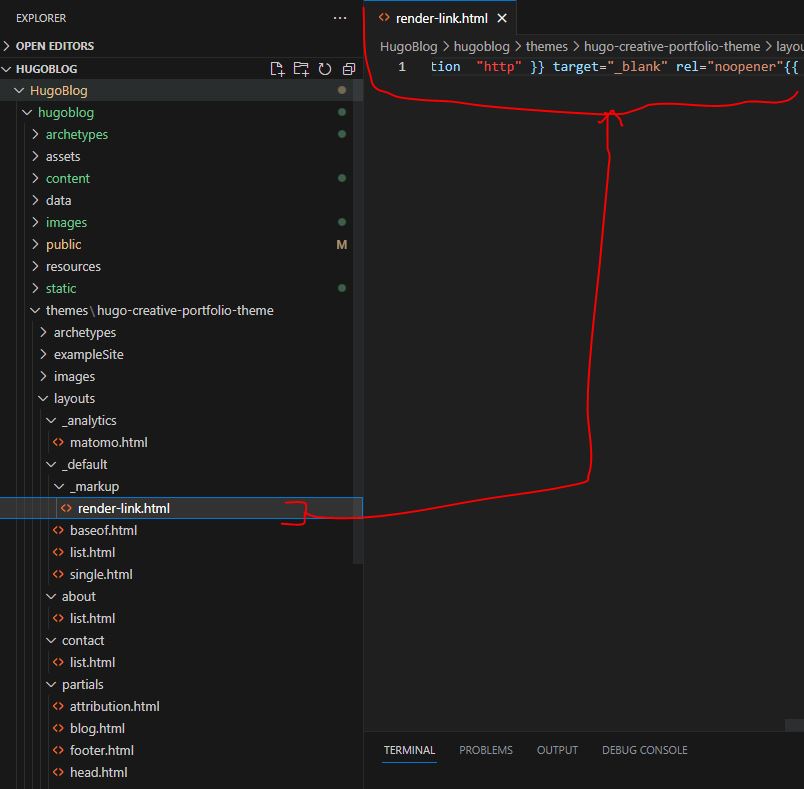 EXPLORER
OPEN EDITORS
HUGOBLOG
HugoBlog
hugoblog
archetypes
assets
content
data
images
public M
resources
static
themes\hugo-creative-portfolio-theme
archetypes
exampleSite
images
layouts
_analytics
matomo.html
_default
_markup
render-link.html
baseof.html
list.html
single.html
about
list.html
contact
list.html
partials
attribution.html
blog.html
footer.html
head.html
render-link.html
HugoBlog > hugoblog > themes > hugo-creative-portfolio-theme > layou
1 tion "http" }} target="_blank" rel="noopener"{{
TERMINAL PROBLEMS OUTPUT DEBUG CONSOLE